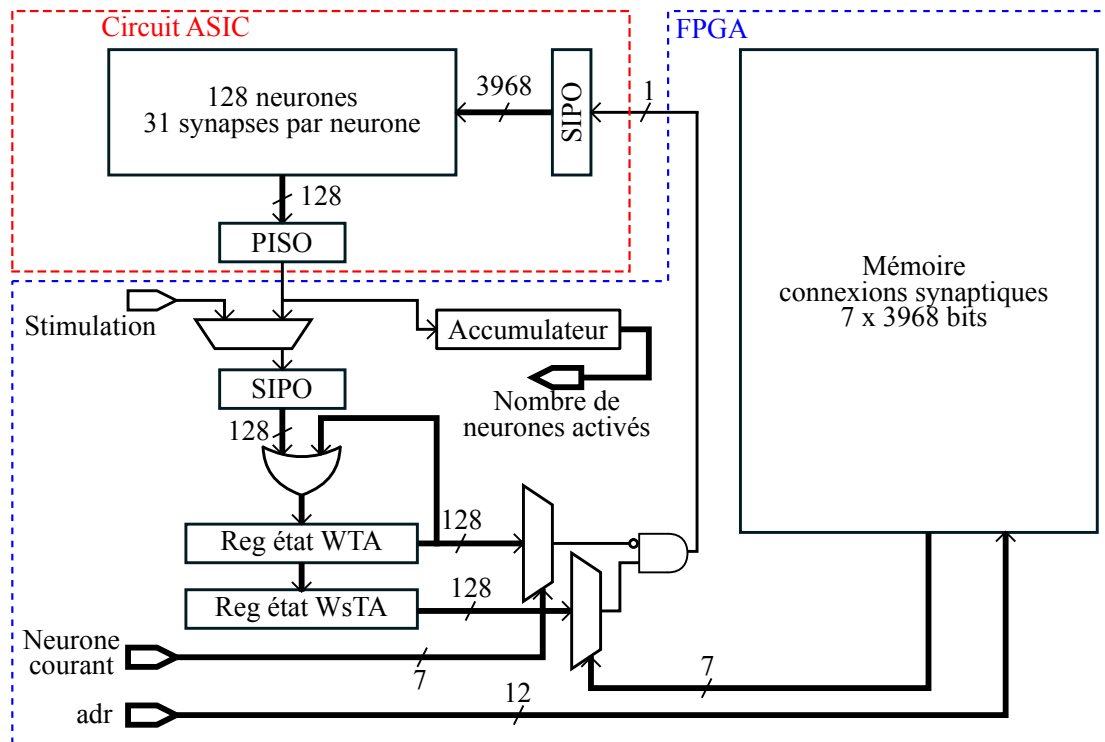 Circuit ASIC
FPGA
128 neurones
31 synapses par neurone
3968
SIPO
1
128
PISO
Mémoire
connexions synaptiques
7 x 3968 bits
Stimulation
Accumulateur
SIPO
Nombre de
neurones activés
128
Reg état WTA
128
Reg état WsTA
128
Neurone
courant
7
7
adr
12